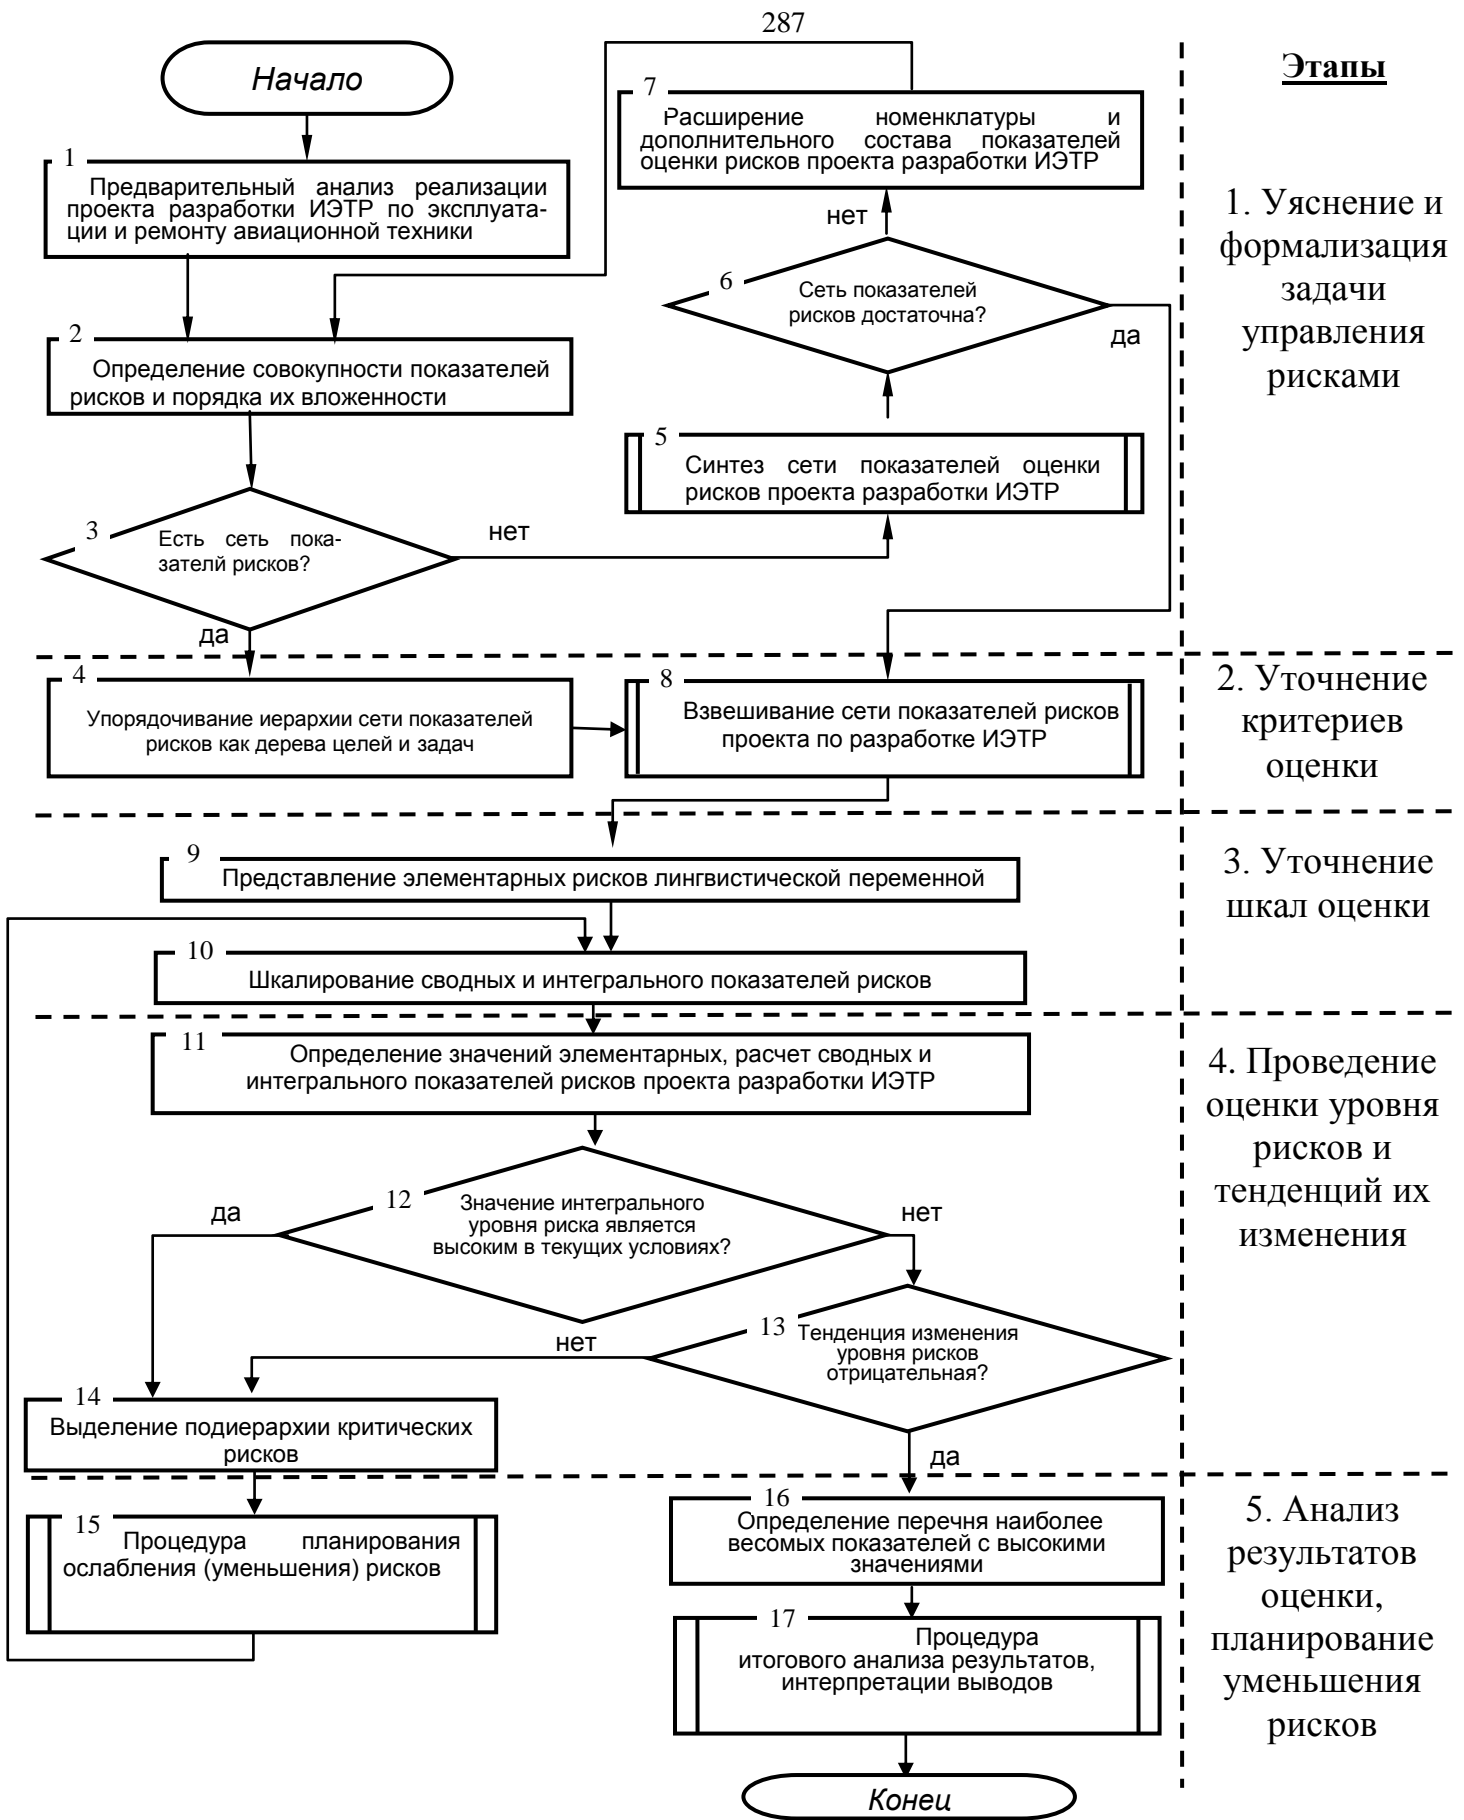 287
Начало
Этапы
7
Расширение номенклатуры и
дополнительного состава показателей
оценки рисков проекта разработки ИЭТР
1
Предварительный анализ реализации
проекта разработки ИЭТР по эксплуата-
ции и ремонту авиационной техники
нет
1. Уяснение и
формализация
задачи
управления
рисками
6
Сеть показателей
рисков достаточна?
да
2
Определение совокупности показателей
рисков и порядка их вложенности
5
Синтез сети показателей оценки
рисков проекта разработки ИЭТР
3
Есть сеть пока-
зателй рисков?
нет
да
4
Упорядочивание иерархи сети показателей
рисков как дерева целей и задач
8
Взвешивание сети показателей рисков
проекта по разработке ИЭТР
2. Уточнение
критериев
оценки
9
Представление элементарных рисков лингвистической переменной
3. Уточнение
шкал оценки
10
Шкалирование сводных и интегрального показателей рисков
11
Определение значений элементарных, расчет сводных и
интегрального показателей рисков проекта разработки ИЭТР
4. Проведение
оценки уровня
рисков и
тенденций их
изменения
12
Значение интегрального
уровня риска является
высоким в текущих условиях?
да
нет
13
Тенденция изменения
уровня рисков
отрицательная?
нет
да
14
Выделение подиерархии критических
рисков
15
Процедура планирования
ослабления (уменьшения) рисков
16
Определение перечня наиболее
весомых показателей с высокими
значениями
5. Анализ
результатов
оценки,
планирование
уменьшения
рисков
17
Процедура
итогового анализа результатов,
интерпретации выводов
Конец